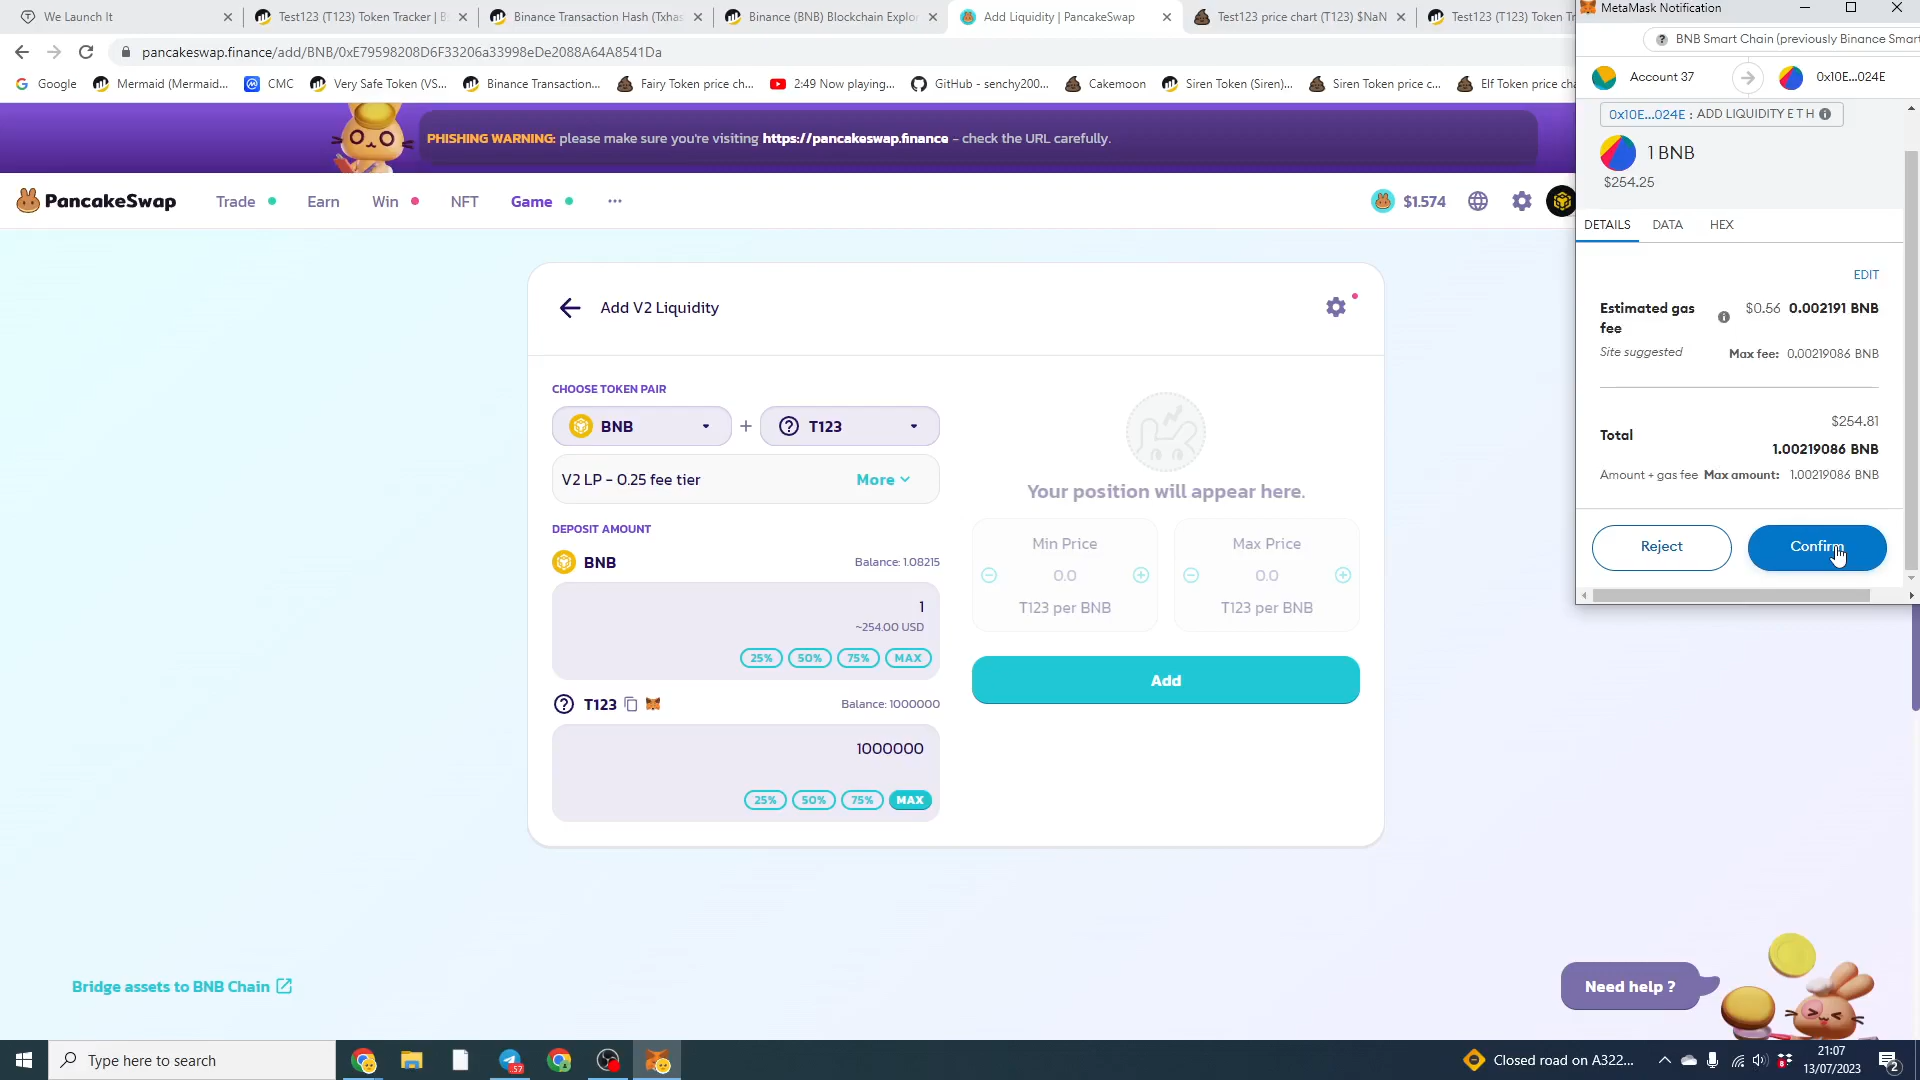 We Launch It
Test123 (T123) Token Tracker | B
Binance Transaction Hash (Txhas
Binance (BNB) Blockchain Explor
Add Liquidity | PancakeSwap
Test123 price chart (T123) $NaN
Test123 (T123) Token Tr
pancakeswap.finance/add/BNB/0xE79598208D6F33206a33998eDe2088A64A8541Da
Google
Mermaid (Mermaid...
CMC
Very Safe Token (VS...
Binance Transaction...
Fairy Token price ch...
2:49 Now playing...
GitHub - senchy200...
Cakemoon
Siren Token (Siren)...
Siren Token price c...
Elf Token price cha
PHISHING WARNING: please make sure you're visiting https://pancakeswap.finance - check the URL carefully.
PancakeSwap
Trade
Earn
Win
NFT
Game
$1.574
Add V2 Liquidity
CHOOSE TOKEN PAIR
BNB
+
T123
V2 LP - 0.25 fee tier
More
DEPOSIT AMOUNT
BNB
Balance: 1.08215
1
~254.00 USD
25%
50%
75%
MAX
T123
Balance: 1000000
1000000
25%
50%
75%
MAX
Your position will appear here.
Min Price
0.0
T123 per BNB
Max Price
0.0
T123 per BNB
Add
MetaMask Notification
BNB Smart Chain (previously Binance Smart
Account 37
0x10E...024E
0x10E...024E : ADD LIQUIDITY E T H
1 BNB
$254.25
DETAILS
DATA
HEX
EDIT
Estimated gas fee
$0.56 0.002191 BNB
Site suggested
Max fee: 0.00219086 BNB
$254.81
Total
1.00219086 BNB
Amount + gas fee Max amount: 1.00219086 BNB
Reject
Confirm
Bridge assets to BNB Chain
Need help ?
Type here to search
57
Closed road on A322...
21:07
13/07/2023
2